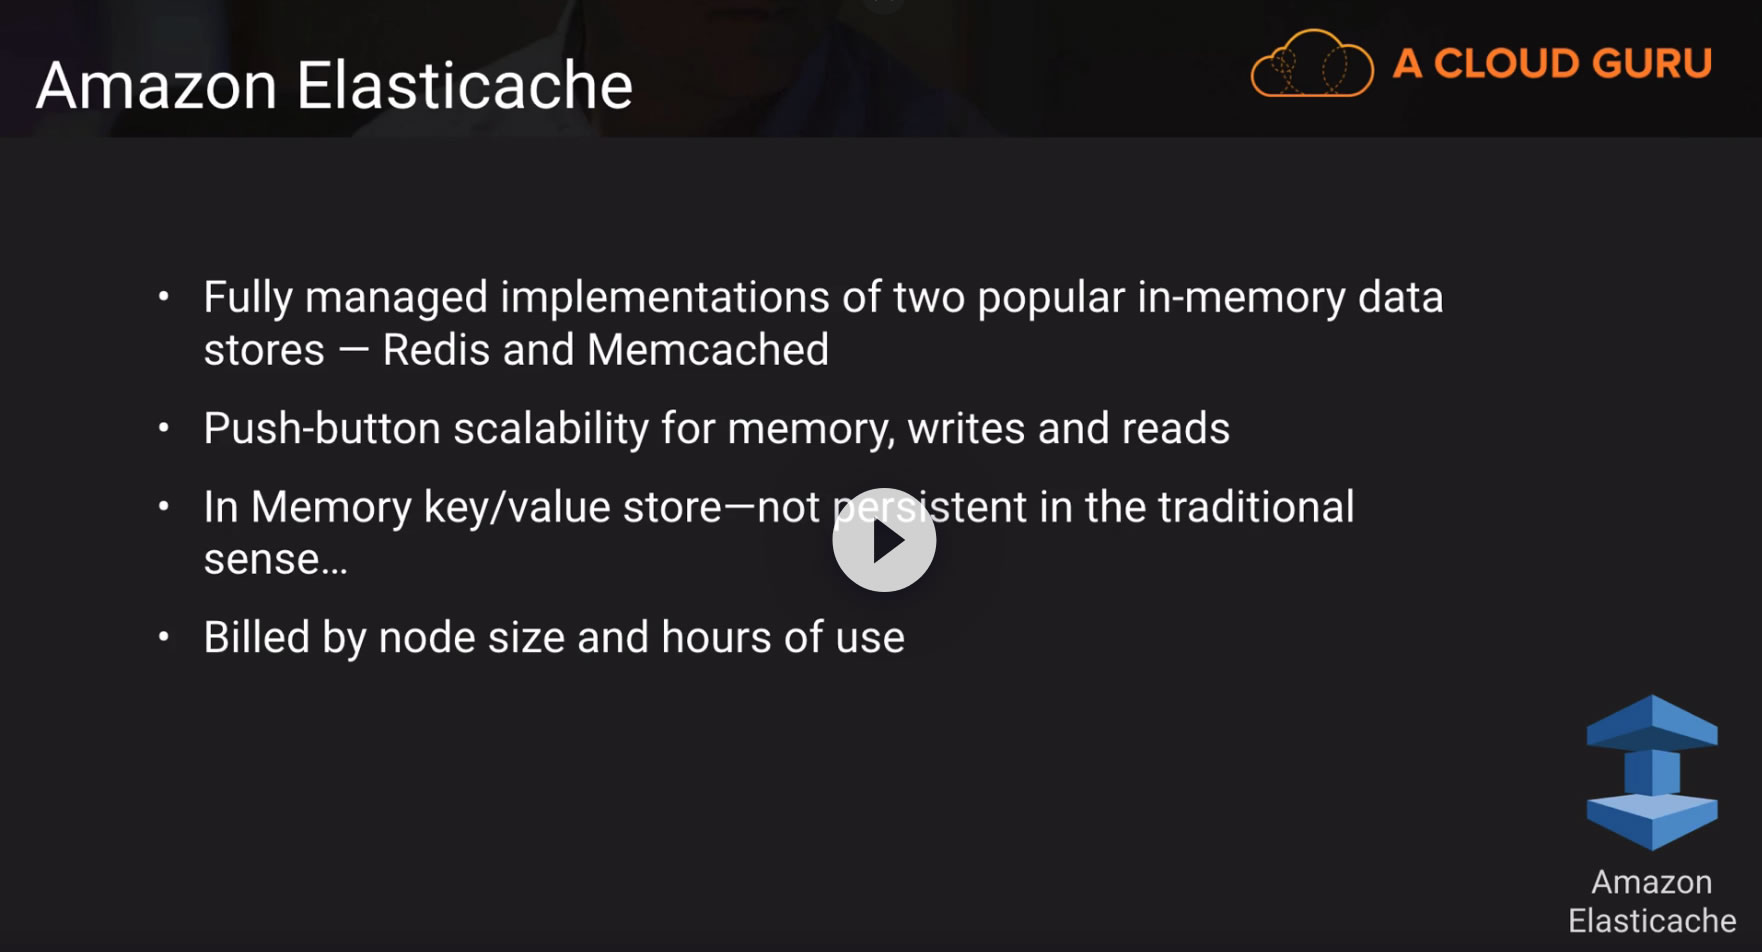 Amazon Elasticache
A CLOUD GURU
• Fully managed implementations of two popular in-memory data
stores — Redis and Memcached
• Push-button scalability for memory, writes and reads
• In Memory key/value store—not persistent in the traditional
sense...
• Billed by node size and hours of use
Amazon
Elasticache